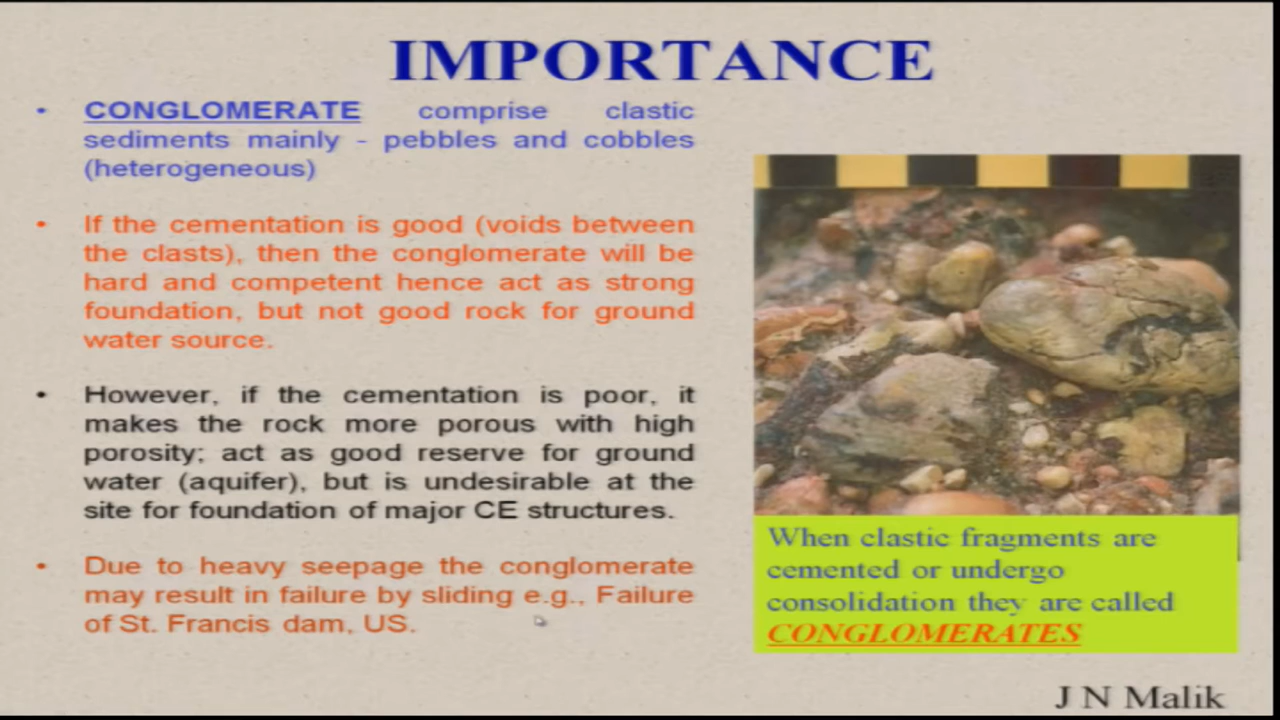 IMPORTANCE
• CONGLOMERATE comprise clastic
sediments mainly - pebbles and cobbles
(heterogeneous)
• If the cementation is good (voids between
the clasts), then the conglomerate will be
hard and competent hence act as strong
foundation, but not good rock for ground
water source.
• However, if the cementation is poor, it
makes the rock more porous with high
porosity; act as good reserve for ground
water (aquifer), but is undesirable at the
site for foundation of major CE structures.
• Due to heavy seepage the conglomerate
may result in failure by sliding e.g., Failure
of St. Francis dam, US.
When clastic fragments are
cemented or undergo
consolidation they are called
CONGLOMERATES
J N Malik